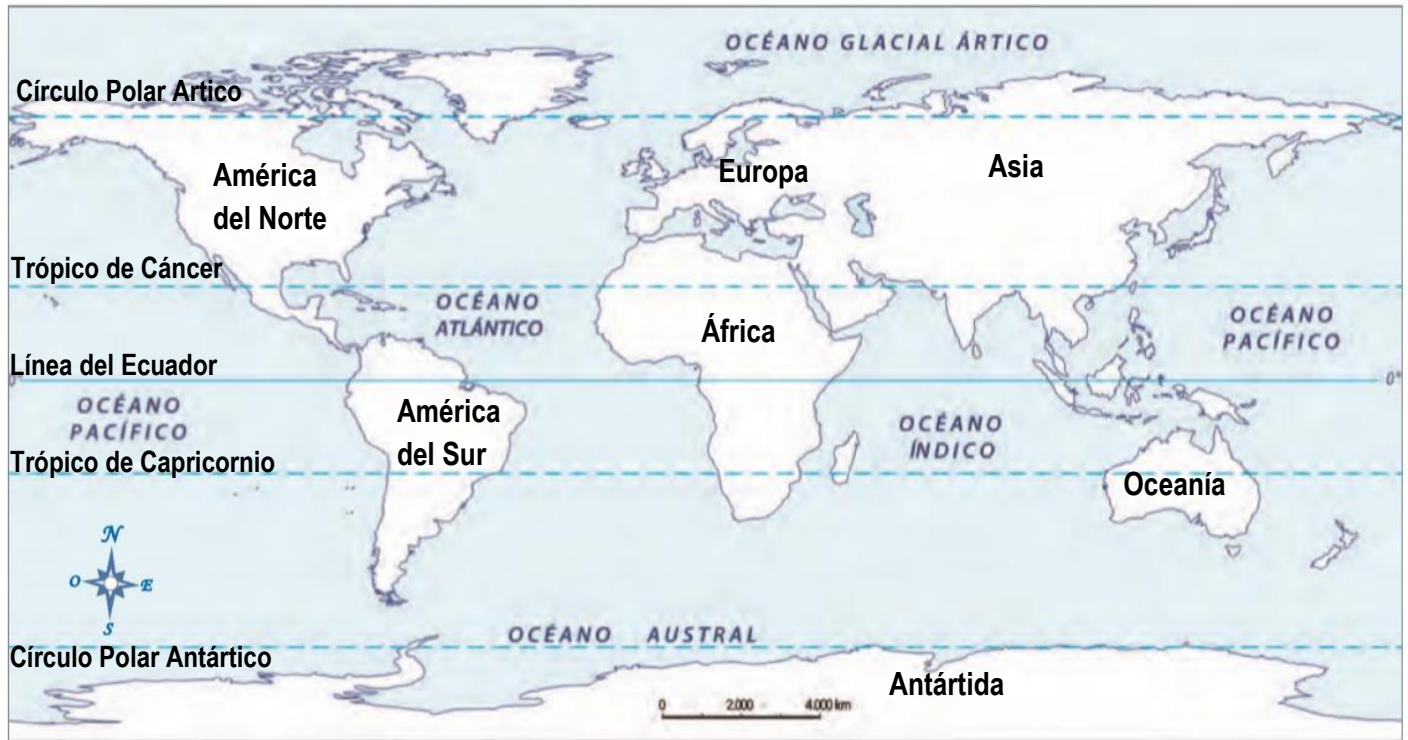 OCÉANO GLACIAL ÁRTICO
Círculo Polar Artico
América
del Norte
Europa
Asia
Trópico de Cáncer
OCÉANO
ATLÁNTICO
África
OCÉANO
PACÍFICO
Línea del Ecuador
0°
OCÉANO
PACÍFICO
América
del Sur
OCÉANO
ÍNDICO
Trópico de Capricornio
Oceanía
N
O
E
S
OCÉANO AUSTRAL
Círculo Polar Antártico
Antártida
0 2.000 4.000 km